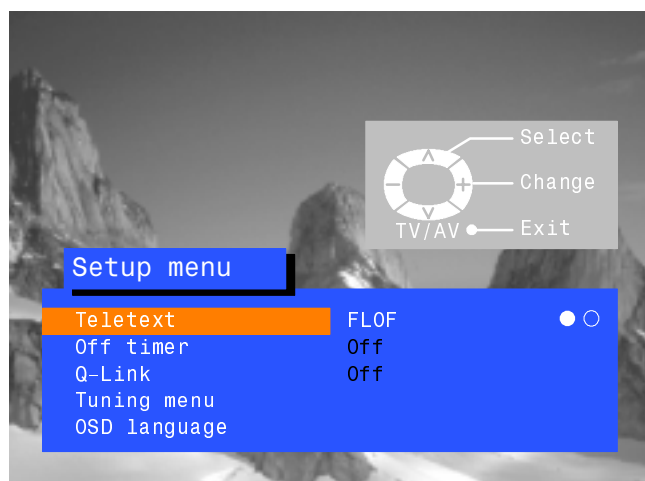 Select
Change
TV/AV Exit
Setup menu
Teletext FLOF
Off timer Off
Q-Link Off
Tuning menu
OSD language